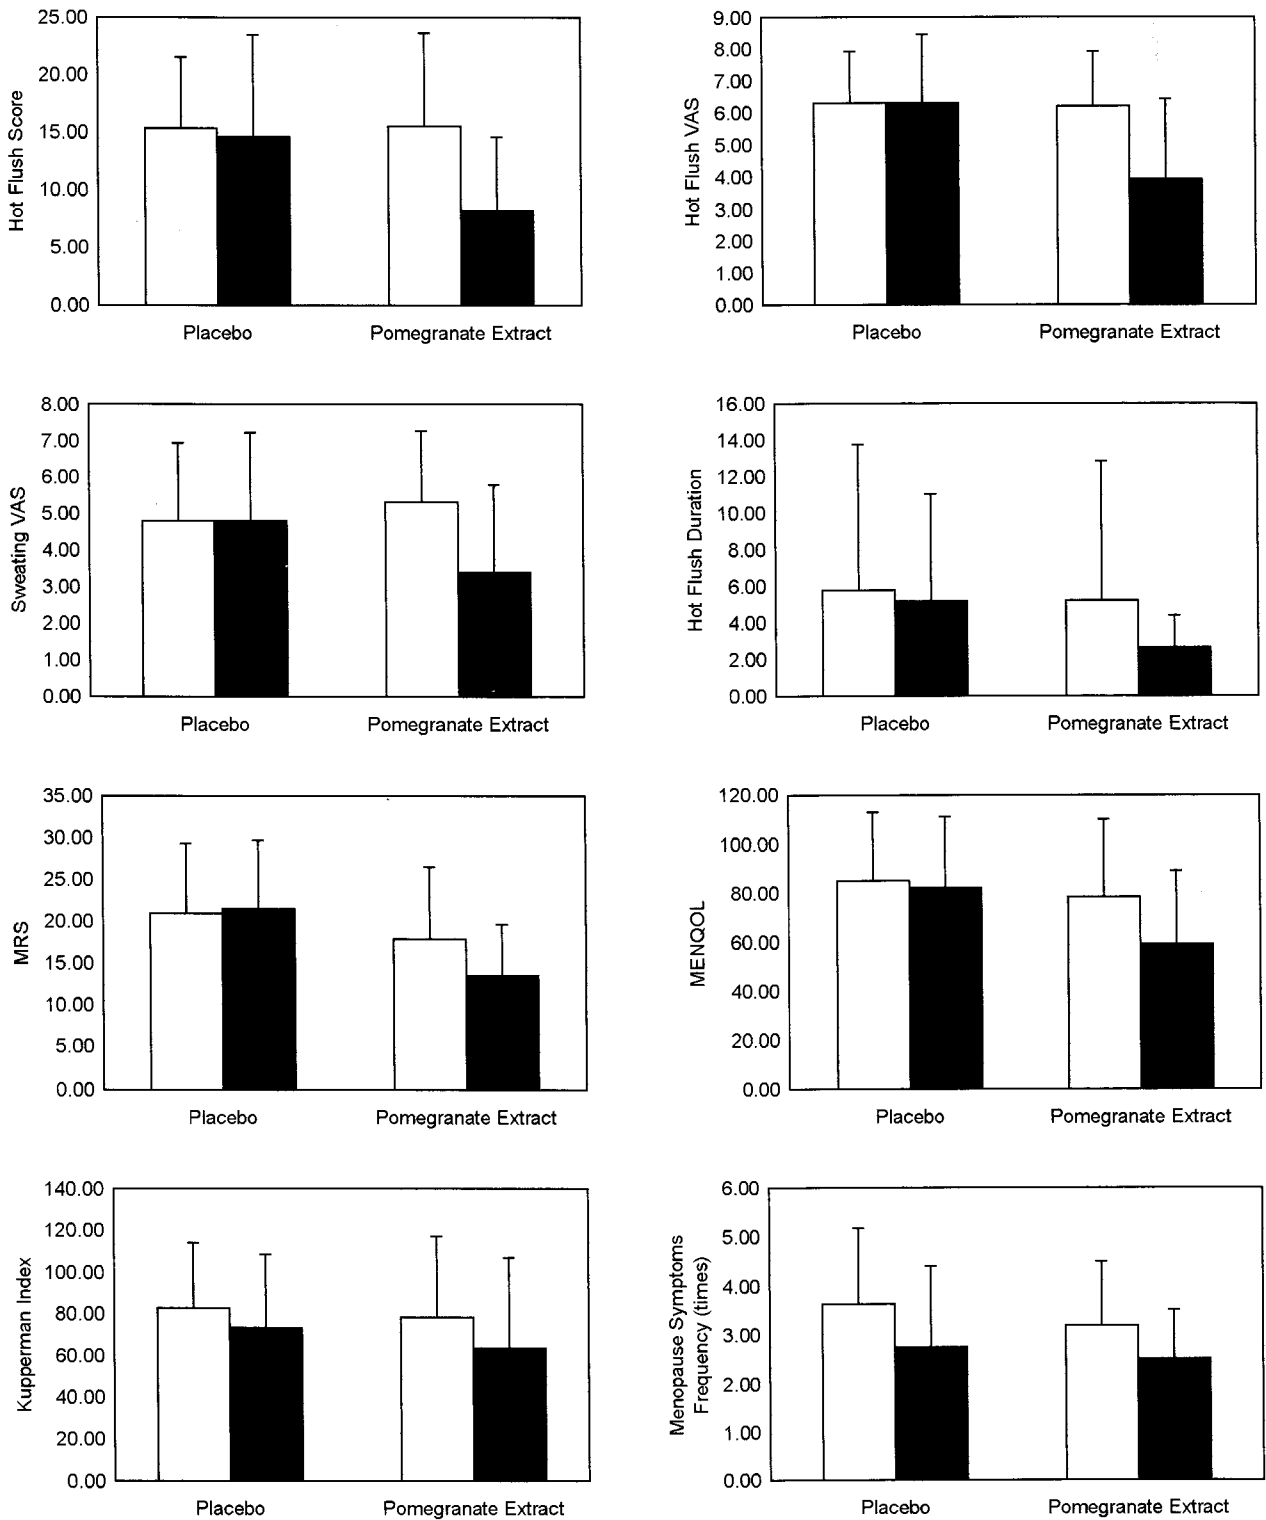 25.00
20.00
15.00
10.00
5.00
0.00
Hot Flush Score
Placebo
Pomegranate Extract
9.00
8.00
7.00
6.00
5.00
4.00
3.00
2.00
1.00
0.00
Hot Flush VAS
Placebo
Pomegranate Extract
8.00
7.00
6.00
5.00
4.00
3.00
2.00
1.00
0.00
Sweating VAS
Placebo
Pomegranate Extract
16.00
14.00
12.00
10.00
8.00
6.00
4.00
2.00
0.00
Hot Flush Duration
Placebo
Pomegranate Extract
35.00
30.00
25.00
20.00
15.00
10.00
5.00
0.00
MRS
Placebo
Pomegranate Extract
120.00
100.00
80.00
60.00
40.00
20.00
0.00
MENQOL
Placebo
Pomegranate Extract
140.00
120.00
100.00
80.00
60.00
40.00
20.00
0.00
Kupperman Index
Placebo
Pomegranate Extract
6.00
5.00
4.00
3.00
2.00
1.00
0.00
Menopause Symptoms
Frequency (times)
Placebo
Pomegranate Extract